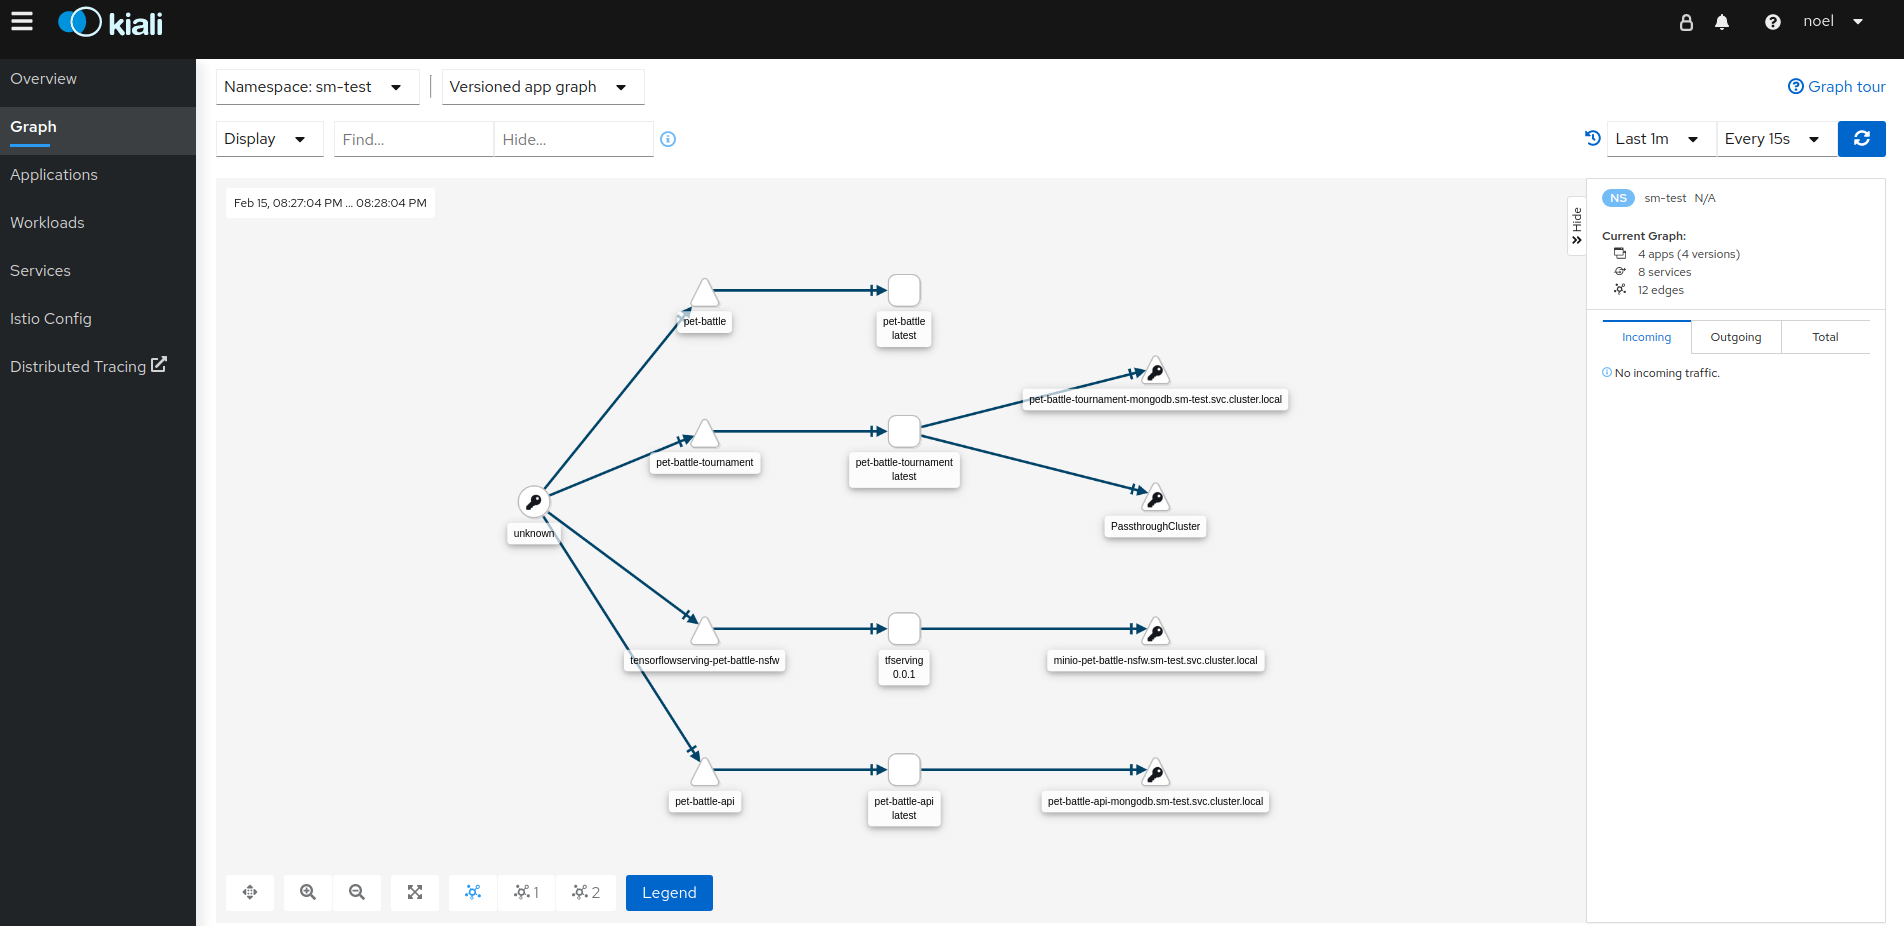 kiali
noel
Overview
Graph
Applications
Workloads
Services
Istio Config
Distributed Tracing
Namespace: sm-test
Versioned app graph
Graph tour
Display
Find...
Hide...
Last 1m
Every 15s
Feb 15, 08:27:04 PM ... 08:28:04 PM
Hide
pet-battle
pet-battle
latest
pet-battle-tournament-mongodb.sm-test.svc.cluster.local
pet-battle-tournament
pet-battle-tournament
latest
PassthroughCluster
unknown
tensorflowserving-pet-battle-nsfw
tfserving
0.0.1
minio-pet-battle-nsfw.sm-test.svc.cluster.local
pet-battle-api
pet-battle-api
latest
pet-battle-api-mongodb.sm-test.svc.cluster.local
1
2
Legend
NS sm-test N/A
Current Graph:
4 apps (4 versions)
8 services
12 edges
Incoming
Outgoing
Total
No incoming traffic.